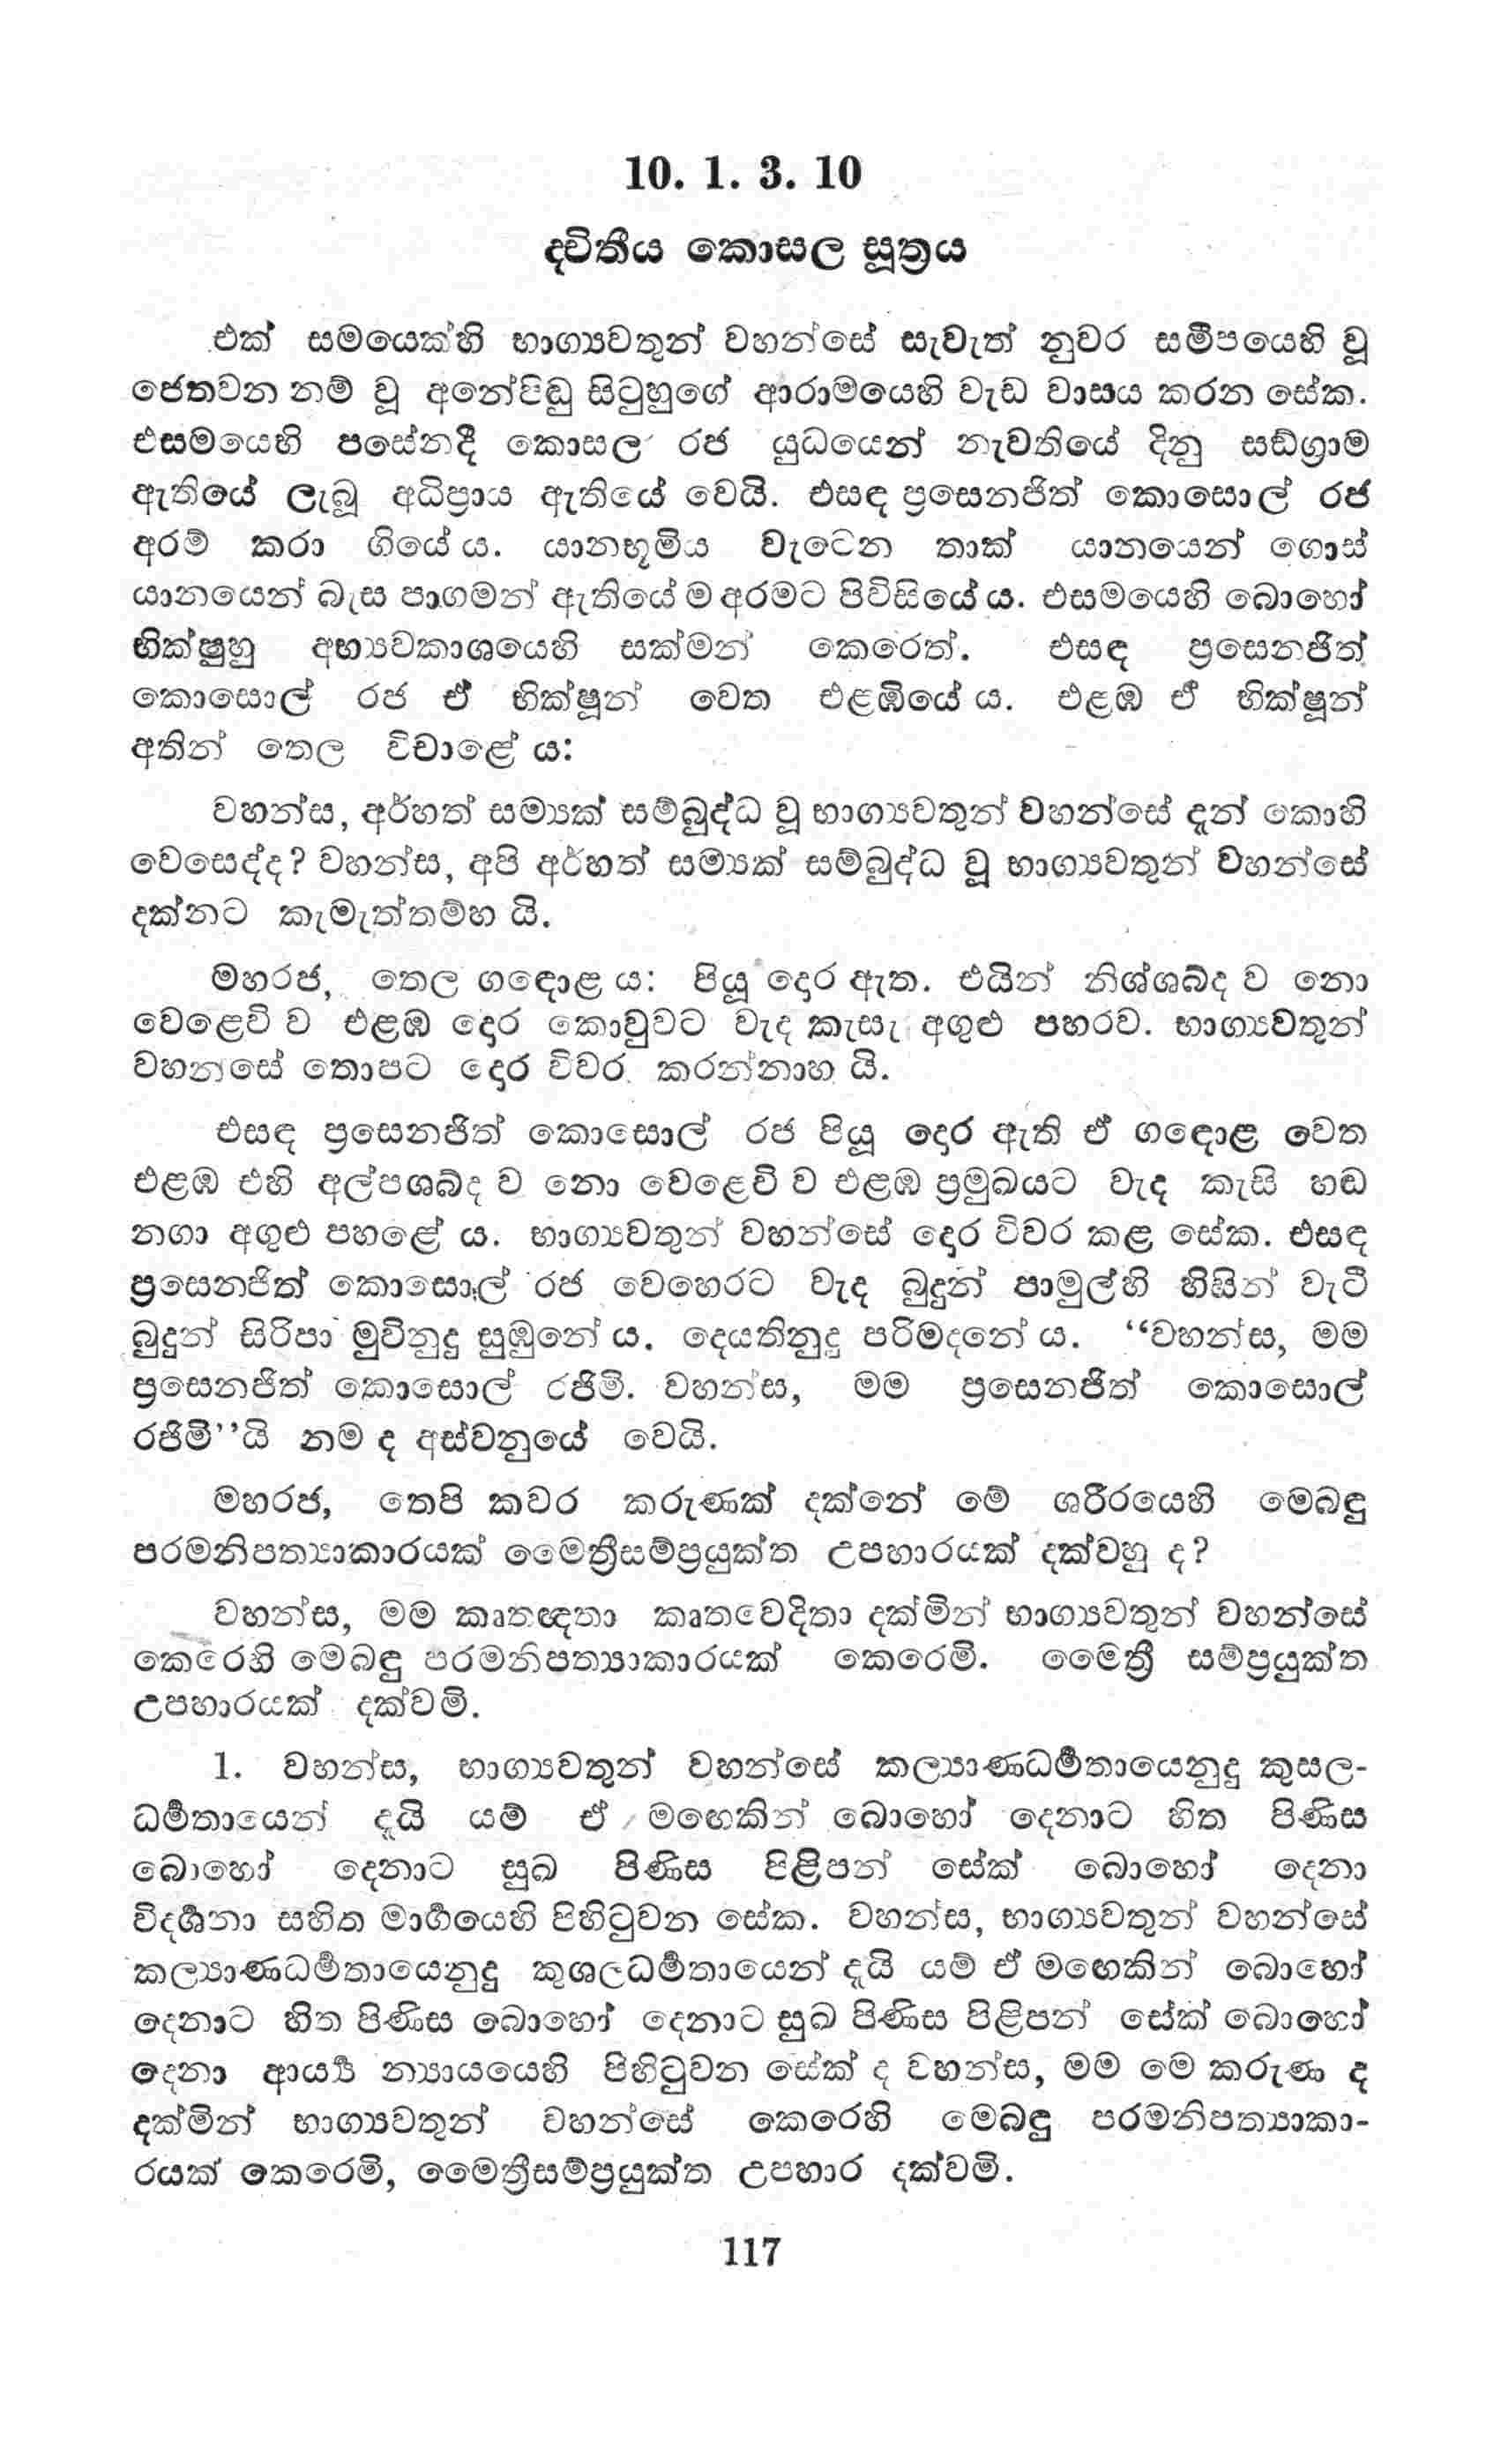 10. 1. 3. 10
ද්විතීය කොසල සූත්‍රය
එක් සමයෙක්හි භාග්‍යවතුන් වහන්සේ සැවැත් නුවර සමීපයෙහි වූ
ජේතවන නම් වූ අනේපිඬු සිටුහුගේ ආරාමයෙහි වැඩ වාසය කරන සේක.
එසමයෙහි පසේනදී කොසල රජ යුධයෙන් නැවතියේ දිනු සඞ්ග්‍රාම
ඇතියේ ලැබූ අධිප්‍රාය ඇතියේ වෙයි. එසඳ ප්‍රසෙනජිත් කොසොල් රජ
අරම් කරා ගියේ ය. යානභූමිය වැටෙන තාක් යානයෙන් ගොස්
යානයෙන් බැස පාගමන් ඇතියේ ම අරමට පිවිසියේ ය. එසමයෙහි බොහෝ
භික්ෂුහු අභ්‍යවකාශයෙහි සක්මන් කෙරෙත්. එසඳ ප්‍රසෙනජිත්
කොසොල් රජ ඒ භික්ෂූන් වෙත එළඹියේ ය. එළඹ ඒ භික්ෂූන්
අතින් තෙල විචාළේ ය:
වහන්ස, අර්හත් සම්‍යක් සම්බුද්ධ වූ භාග්‍යවතුන් වහන්සේ දැන් කොහි
වෙසෙද්ද? වහන්ස, අපි අර්හත් සම්‍යක් සම්බුද්ධ වූ භාග්‍යවතුන් වහන්සේ
දක්නට කැමැත්තම්හ යි.
මහරජ, තෙල ගඳොළ ය: පියූ දොර ඇත. එයින් නිශ්ශබ්ද ව නො
වෙළෙවි ව එළඹ දොර කොවුවට වැද කැසැ අගුළු පහරව. භාග්‍යවතුන්
වහනසේ තොපට දොර විවර කරන්නාහ යි.
එසඳ ප්‍රසෙනජිත් කොසොල් රජ පියූ දොර ඇති ඒ ගඳොළ වෙත
එළඹ එහි අල්පශබ්ද ව නො වෙළෙවි ව එළඹ ප්‍රමුඛයට වැද කැසි හඬ
නගා අගුළු පහළේ ය. භාග්‍යවතුන් වහන්සේ දොර විවර කළ සේක. එසඳ
ප්‍රසෙනජිත් කොසොල් රජ වෙහෙරට වැද බුදුන් පාමුල්හි හිසින් වැටී
බුදුන් සිරිපා මුවිනුදු සුඹුනේ ය. දෙයතිනුදු පරිමදනේ ය. “වහන්ස, මම
ප්‍රසෙනජිත් කොසොල් රජිමි. වහන්ස, මම ප්‍රසෙනජිත් කොසොල්
රජිමි”යි නම ද අස්වනුයේ වෙයි.
මහරජ, තෙපි කවර කරුණක් දක්නේ මේ ශරීරයෙහි මෙබඳු
පරමනිපත්‍යාකාරයක් මෛත්‍රීසම්ප්‍රයුක්ත උපහාරයක් දක්වහු ද?
වහන්ස, මම කෘතඥතා කෘතවෙදිතා දක්මින් භාග්‍යවතුන් වහන්සේ
කෙරෙහි මෙබඳු පරමනිපත්‍යාකාරයක් කෙරෙමි. මෛත්‍රී සම්ප්‍රයුක්ත
උපහාරයක් දක්වමි.
1. වහන්ස, භාග්‍යවතුන් වහන්සේ කල්‍යාණධර්‍මතායෙනුදු කුසල-
ධර්‍මතායෙන් දැයි යම් ඒ මඟෙකින් බොහෝ දෙනාට හිත පිණිස
බොහෝ දෙනාට සුඛ පිණිස පිළිපන් සේක් බොහෝ දෙනා
විදර්‍ශනා සහිත මාර්‍ගයෙහි පිහිටුවන සේක. වහන්ස, භාග්‍යවතුන් වහන්සේ
කල්‍යාණධර්‍මතායෙනුදු කුශලධර්‍මතායෙන් දැයි යම් ඒ මඟෙකින් බොහෝ
දෙනාට හිත පිණිස බොහෝ දෙනාට සුඛ පිණිස පිළිපන් සේක් බොහෝ
දෙනා ආර්‍ය්‍ය න්‍යායයෙහි පිහිටුවන සේක් ද වහන්ස, මම මෙ කරුණ ද
දක්මින් භාග්‍යවතුන් වහන්සේ කෙරෙහි මෙබඳු පරමනිපත්‍යාකා-
රයක් කෙරෙමි, මෛත්‍රීසම්ප්‍රයුක්ත උපහාර දක්වමි.
117